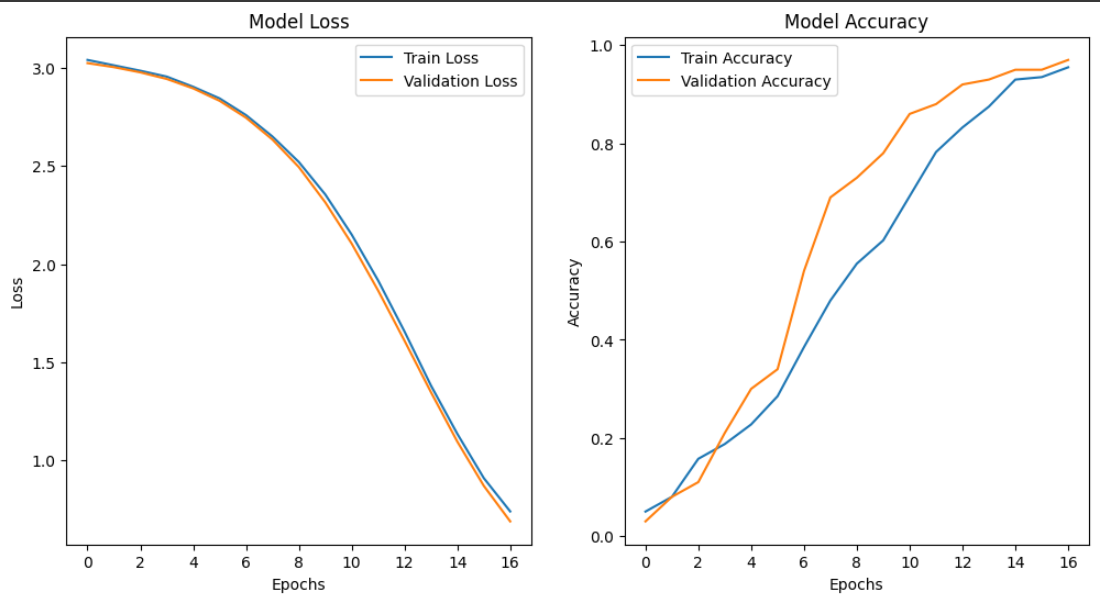 Model Loss
Train Loss
Validation Loss
3.0
2.5
2.0
1.5
1.0
Loss
0 2 4 6 8 10 12 14 16
Epochs
Model Accuracy
Train Accuracy
Validation Accuracy
1.0
0.8
0.6
0.4
0.2
0.0
Accuracy
0 2 4 6 8 10 12 14 16
Epochs